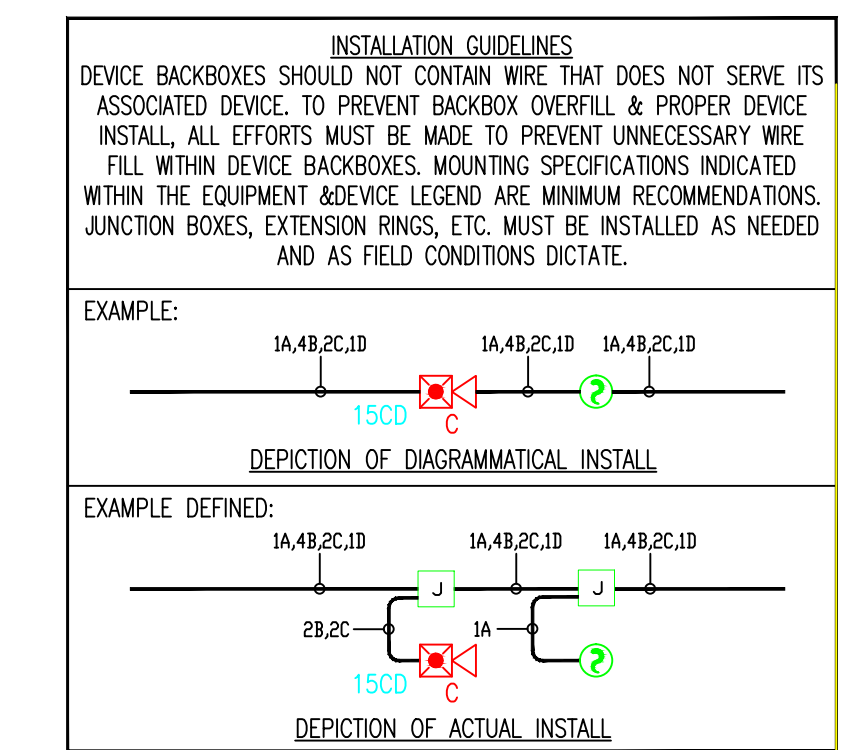 INSTALLATION GUIDELINES
DEVICE BACKBOXES SHOULD NOT CONTAIN WIRE THAT DOES NOT SERVE ITS
ASSOCIATED DEVICE. TO PREVENT BACKBOX OVERFILL & PROPER DEVICE
INSTALL, ALL EFFORTS MUST BE MADE TO PREVENT UNNECESSARY WIRE
FILL WITHIN DEVICE BACKBOXES. MOUNTING SPECIFICATIONS INDICATED
WITHIN THE EQUIPMENT &DEVICE LEGEND ARE MINIMUM RECOMMENDATIONS.
JUNCTION BOXES, EXTENSION RINGS, ETC. MUST BE INSTALLED AS NEEDED
AND AS FIELD CONDITIONS DICTATE.
EXAMPLE:
1A,4B,2C,1D 1A,4B,2C,1D 1A,4B,2C,1D
15CD C
DEPICTION OF DIAGRAMMATICAL INSTALL
EXAMPLE DEFINED:
1A,4B,2C,1D 1A,4B,2C,1D 1A,4B,2C,1D
J J
2B,2C 1A
15CD C
DEPICTION OF ACTUAL INSTALL